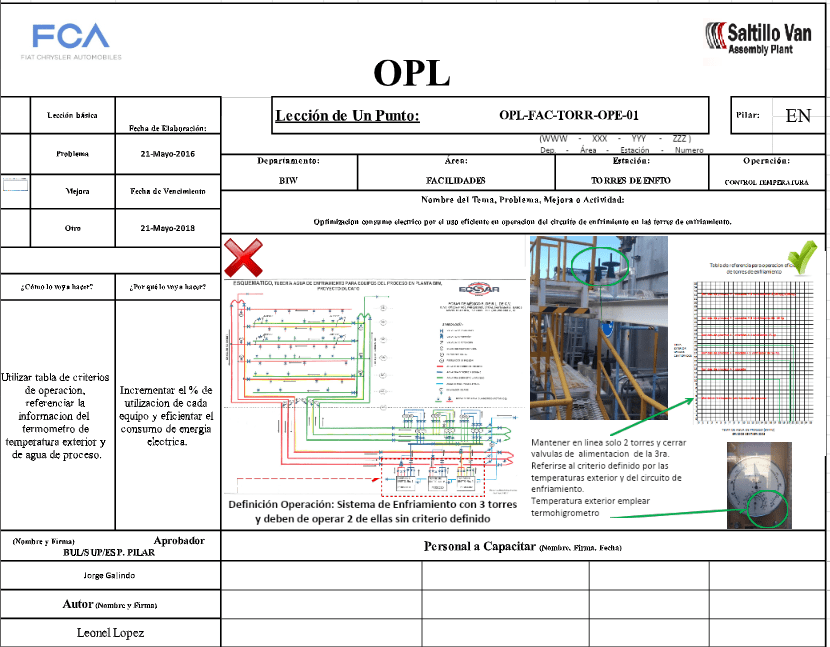 FCA
FIAT CHRYSLER AUTOMOBILES
Saltillo Van
Assembly Plant
OPL
Lección básica
Fecha de Elaboración:
Lección de Un Punto:
OPL-FAC-TORR-OPE-01
Pilar:
EN
(WWW - XXX - YYY - ZZZ )
Dep. - Área - Estación - Numero
Problema
21-Mayo-2016
Departamento:
Área:
Estación:
Operación:
BIW
FACILIDADES
TORRES DE ENFTO
CONTROL TEMPERATURA
Mejora
Fecha de Vencimiento
Nombre del Tema, Problema, Mejora o Actividad:
Otro
21-Mayo-2018
Optimizacion consumo electrico por el uso eficiente en operacion del circuito de enfrimiento en las torres de enfriamiento.
¿Cómo lo voy a hacer?
¿Por qué lo voy a hacer?
Utilizar tabla de criterios
de operacion,
referenciar la
informacion del
termometro de
temperatura exterior y
de agua de proceso.
Incrementar el % de
utilizacion de cada
equipo y eficientar el
consumo de energia
electrica.
ESQUEMATICO, TUBERIA AGUA DE ENFRIAMIENTO PARA EQUIPOS DEL PROCESO EN PLANTA BIW,
PROYECTO DUCATO
Definición Operación: Sistema de Enfriamiento con 3 torres
y deben de operar 2 de ellas sin criterio definido
Mantener en linea solo 2 torres y cerrar
valvulas de alimentacion de la 3ra.
Referirse al criterio definido por las
temperaturas exterior y del circuito de
enfriamiento.
Temperatura exterior emplear
termohigrometro
Tabla de referencia para operacion
de torres de enfriamiento
(Nombre y Firma) Aprobador
BUL/SUP/ESP. PILAR
Personal a Capacitar (Nombre, Firma, Fecha)
Jorge Galindo
Autor (Nombre y Firma)
Leonel Lopez